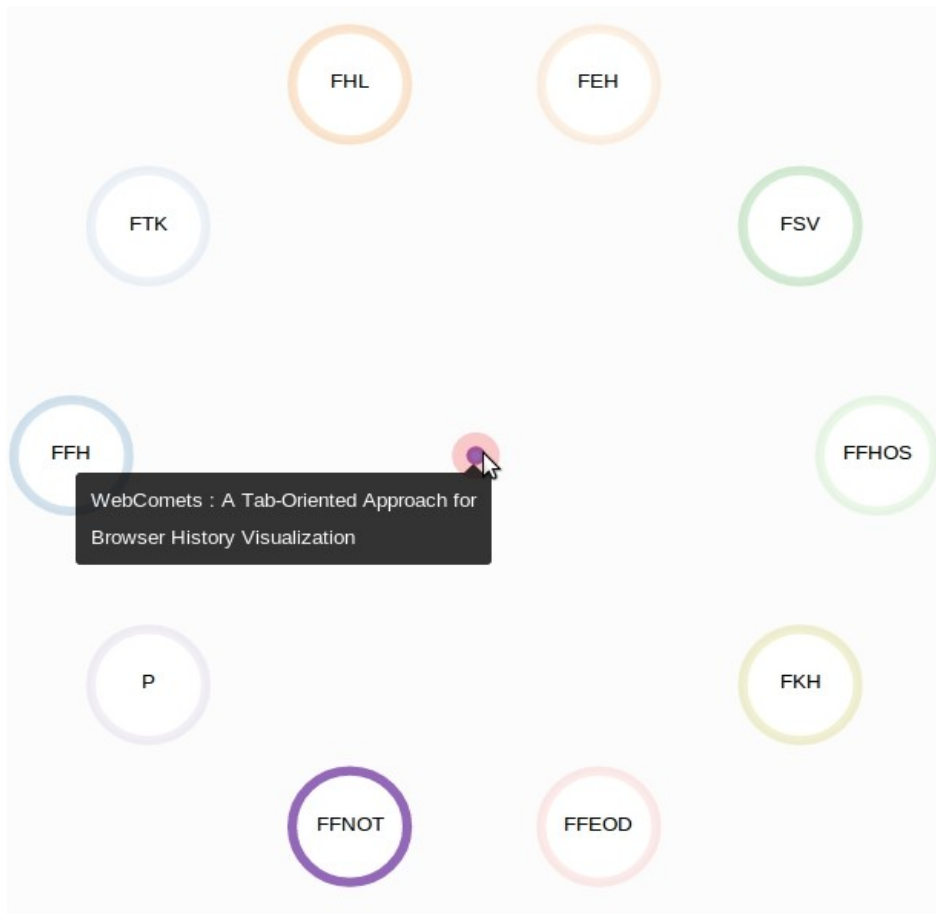 FHL
FEH
FTK
FSV
FFH
FFHOS
WebComets : A Tab-Oriented Approach for
Browser History Visualization
P
FKH
FFNOT
FFEOD